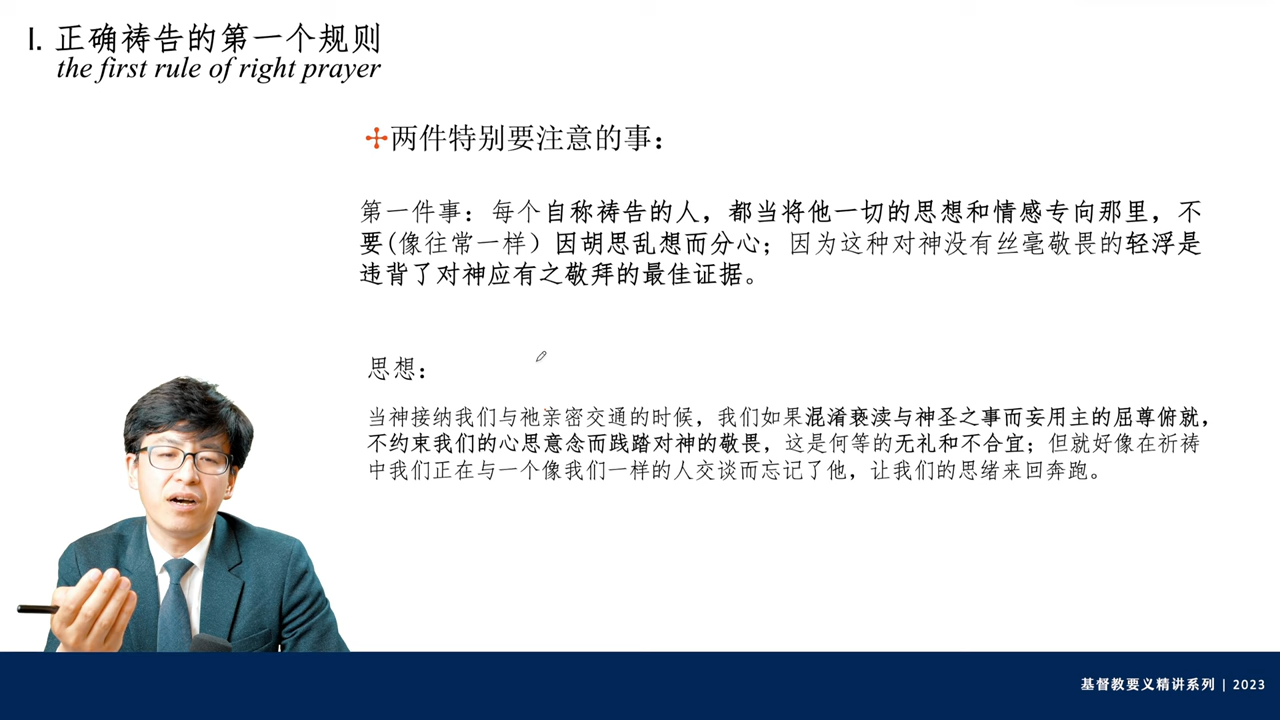 I. 正确祷告的第一个规则
the first rule of right prayer
两件特别要注意的事：
第一件事：每个自称祷告的人，都当将他一切的思想和情感专向那里，不
要(像往常一样）因胡思乱想而分心；因为这种对神没有丝毫敬畏的轻浮是
违背了对神应有之敬拜的最佳证据。
思想：
当神接纳我们与祂亲密交通的时候，我们如果混淆亵渎与神圣之事而妄用主的屈尊俯就，
不约束我们的心思意念而践踏对神的敬畏，这是何等的无礼和不合宜；但就好像在祈祷
中我们正在与一个像我们一样的人交谈而忘记了他，让我们的思绪来回奔跑。
基督教要义精讲系列 | 2023